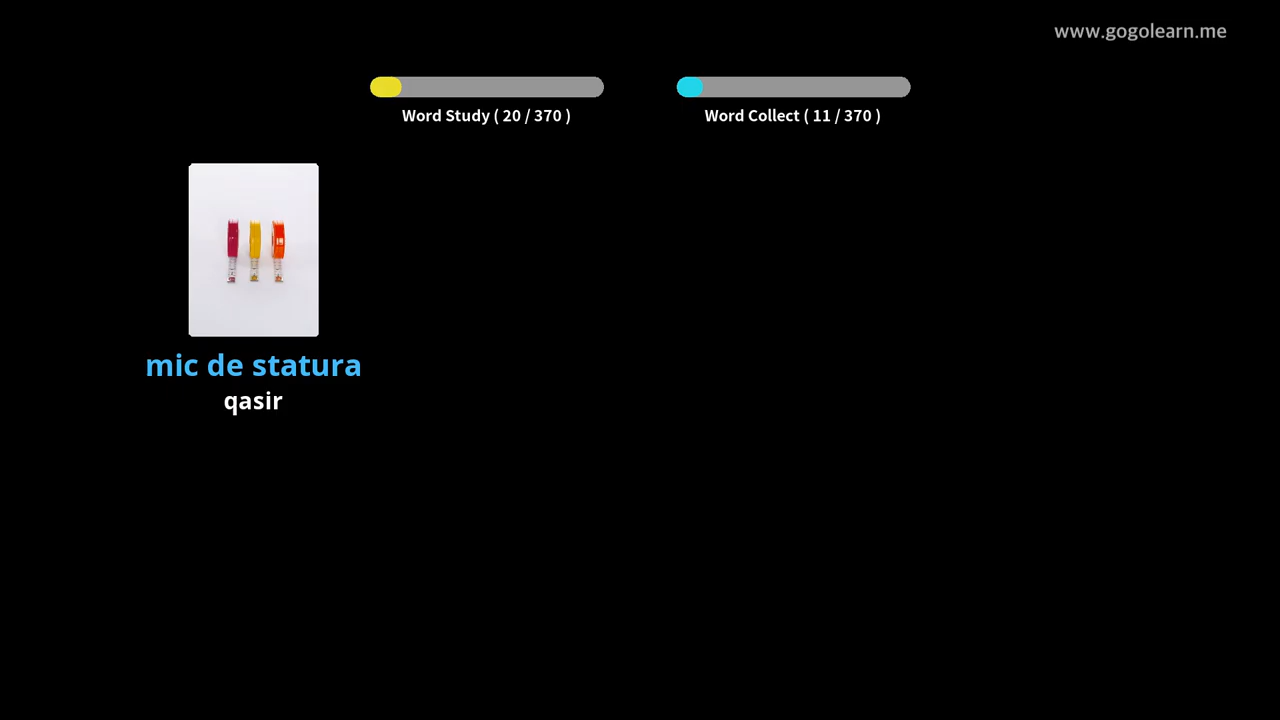 www.gogolearn.me
Word Study ( 20 / 370 )
Word Collect ( 11 / 370 )
mic de statura
qasir